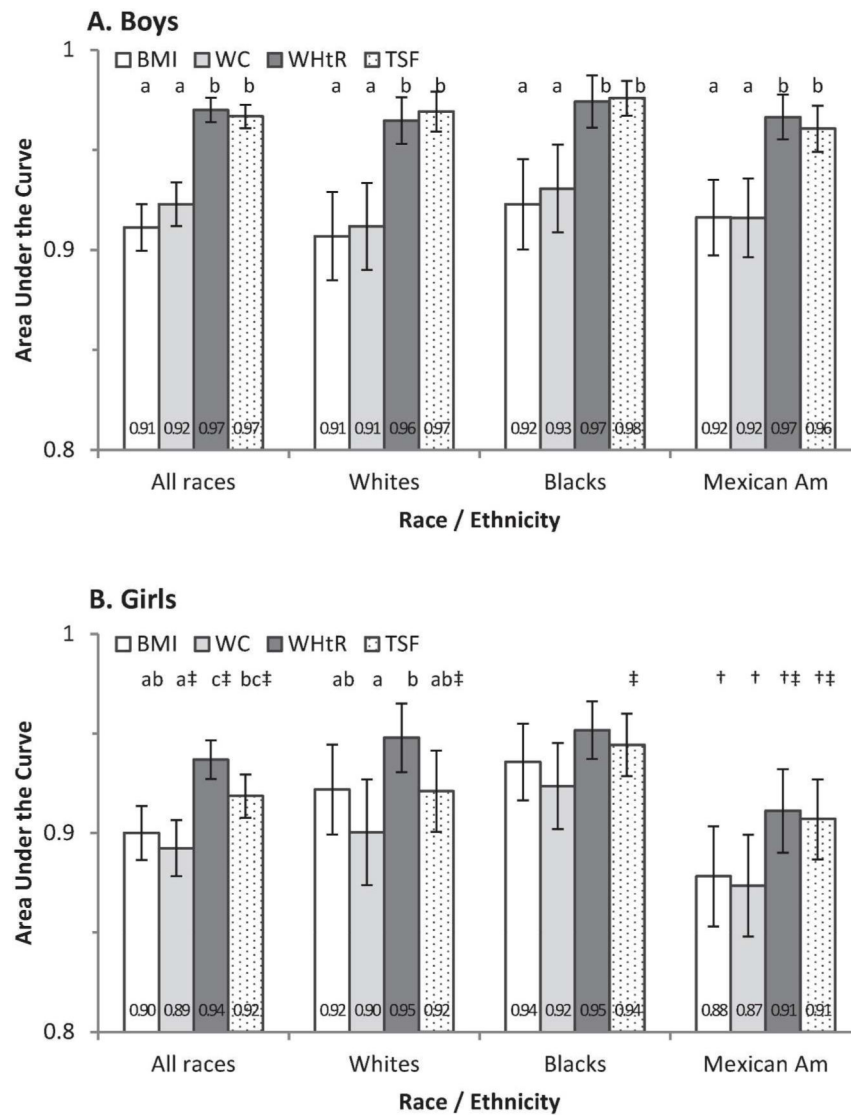 A. Boys
1
BMI WC WHtR TSF
a a b b a a b b a a b b a a b b
Area Under the Curve
0.9
0.91 0.92 0.97 0.97 0.91 0.91 0.96 0.97 0.92 0.93 0.97 0.98 0.92 0.92 0.97 0.96
0.8
All races Whites Blacks Mexican Am
Race / Ethnicity
B. Girls
1
BMI WC WHtR TSF
ab a‡ c‡ bc‡ ab a b ab‡ ‡ † † †‡ †‡
Area Under the Curve
0.9
0.90 0.89 0.94 0.92 0.92 0.90 0.95 0.92 0.94 0.92 0.95 0.94 0.88 0.87 0.91 0.91
0.8
All races Whites Blacks Mexican Am
Race / Ethnicity